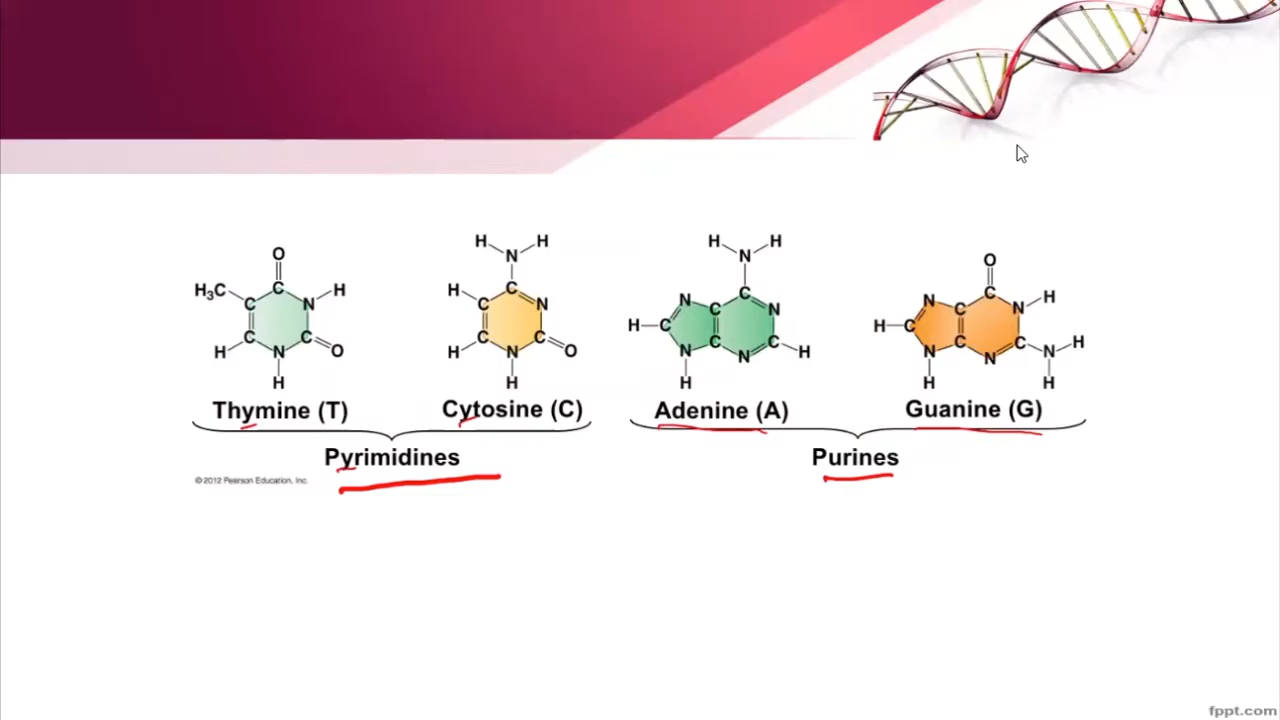 O
H₃C
C
C
N
H
C
C
O
H
N
H
H
H
N
H
C
C
N
C
C
O
H
N
H
H
H
N
N
C
C
N
H
C
C
C
H
N
N
H
O
N
C
C
N
H
H
C
C
C
N
H
N
N
H
H
Thymine (T)
Cytosine (C)
Adenine (A)
Guanine (G)
Pyrimidines
Purines
© 2012 Pearson Education, Inc.
fppt.com